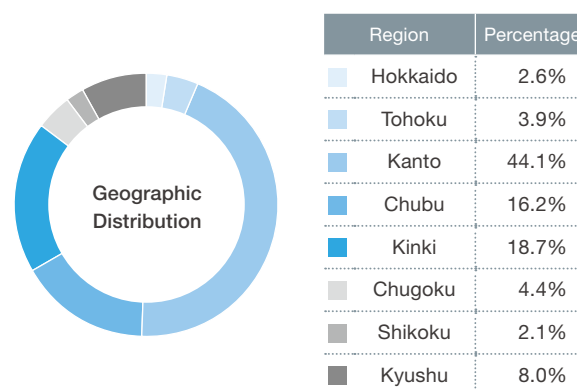 Geographic
Distribution
Region Percentage
Hokkaido 2.6%
Tohoku 3.9%
Kanto 44.1%
Chubu 16.2%
Kinki 18.7%
Chugoku 4.4%
Shikoku 2.1%
Kyushu 8.0%